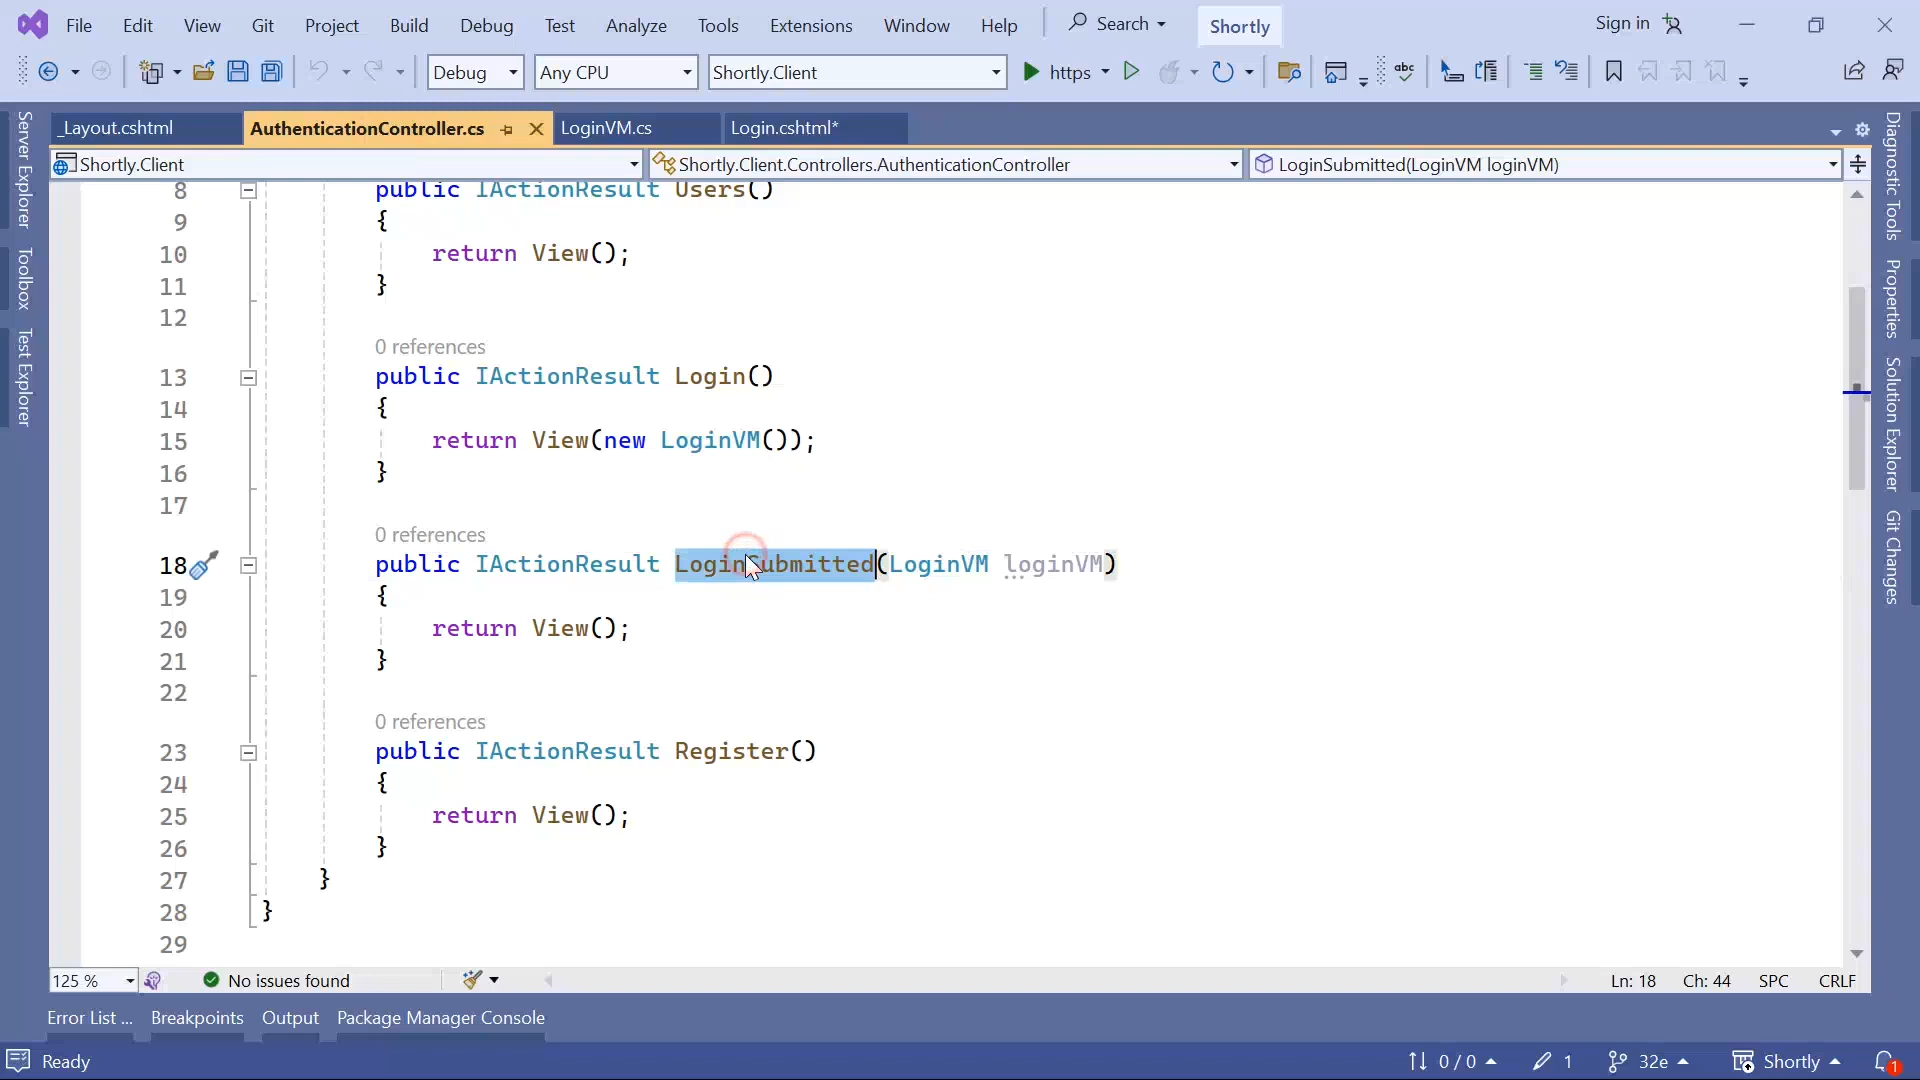 File Edit View Git Project Build Debug Test Analyze Tools Extensions Window Help Search Shortly Sign in
Debug Any CPU Shortly.Client https abc
_Layout.cshtml AuthenticationController.cs LoginVM.cs Login.cshtml*
Shortly.Client Shortly.Client.Controllers.AuthenticationController LoginSubmitted(LoginVM loginVM)
Server Explorer
Toolbox
Test Explorer
8 public IActionResult Users()
9 {
10 return View();
11 }
12
0 references
13 public IActionResult Login()
14 {
15 return View(new LoginVM());
16 }
17
0 references
18 public IActionResult LoginSubmitted(LoginVM loginVM)
19 {
20 return View();
21 }
22
0 references
23 public IActionResult Register()
24 {
25 return View();
26 }
27 }
28 }
29
Diagnostic Tools
Properties
Solution Explorer
Git Changes
125 % No issues found Ln: 18 Ch: 44 SPC CRLF
Error List ... Breakpoints Output Package Manager Console
Ready 0 / 0 1 32e Shortly 1